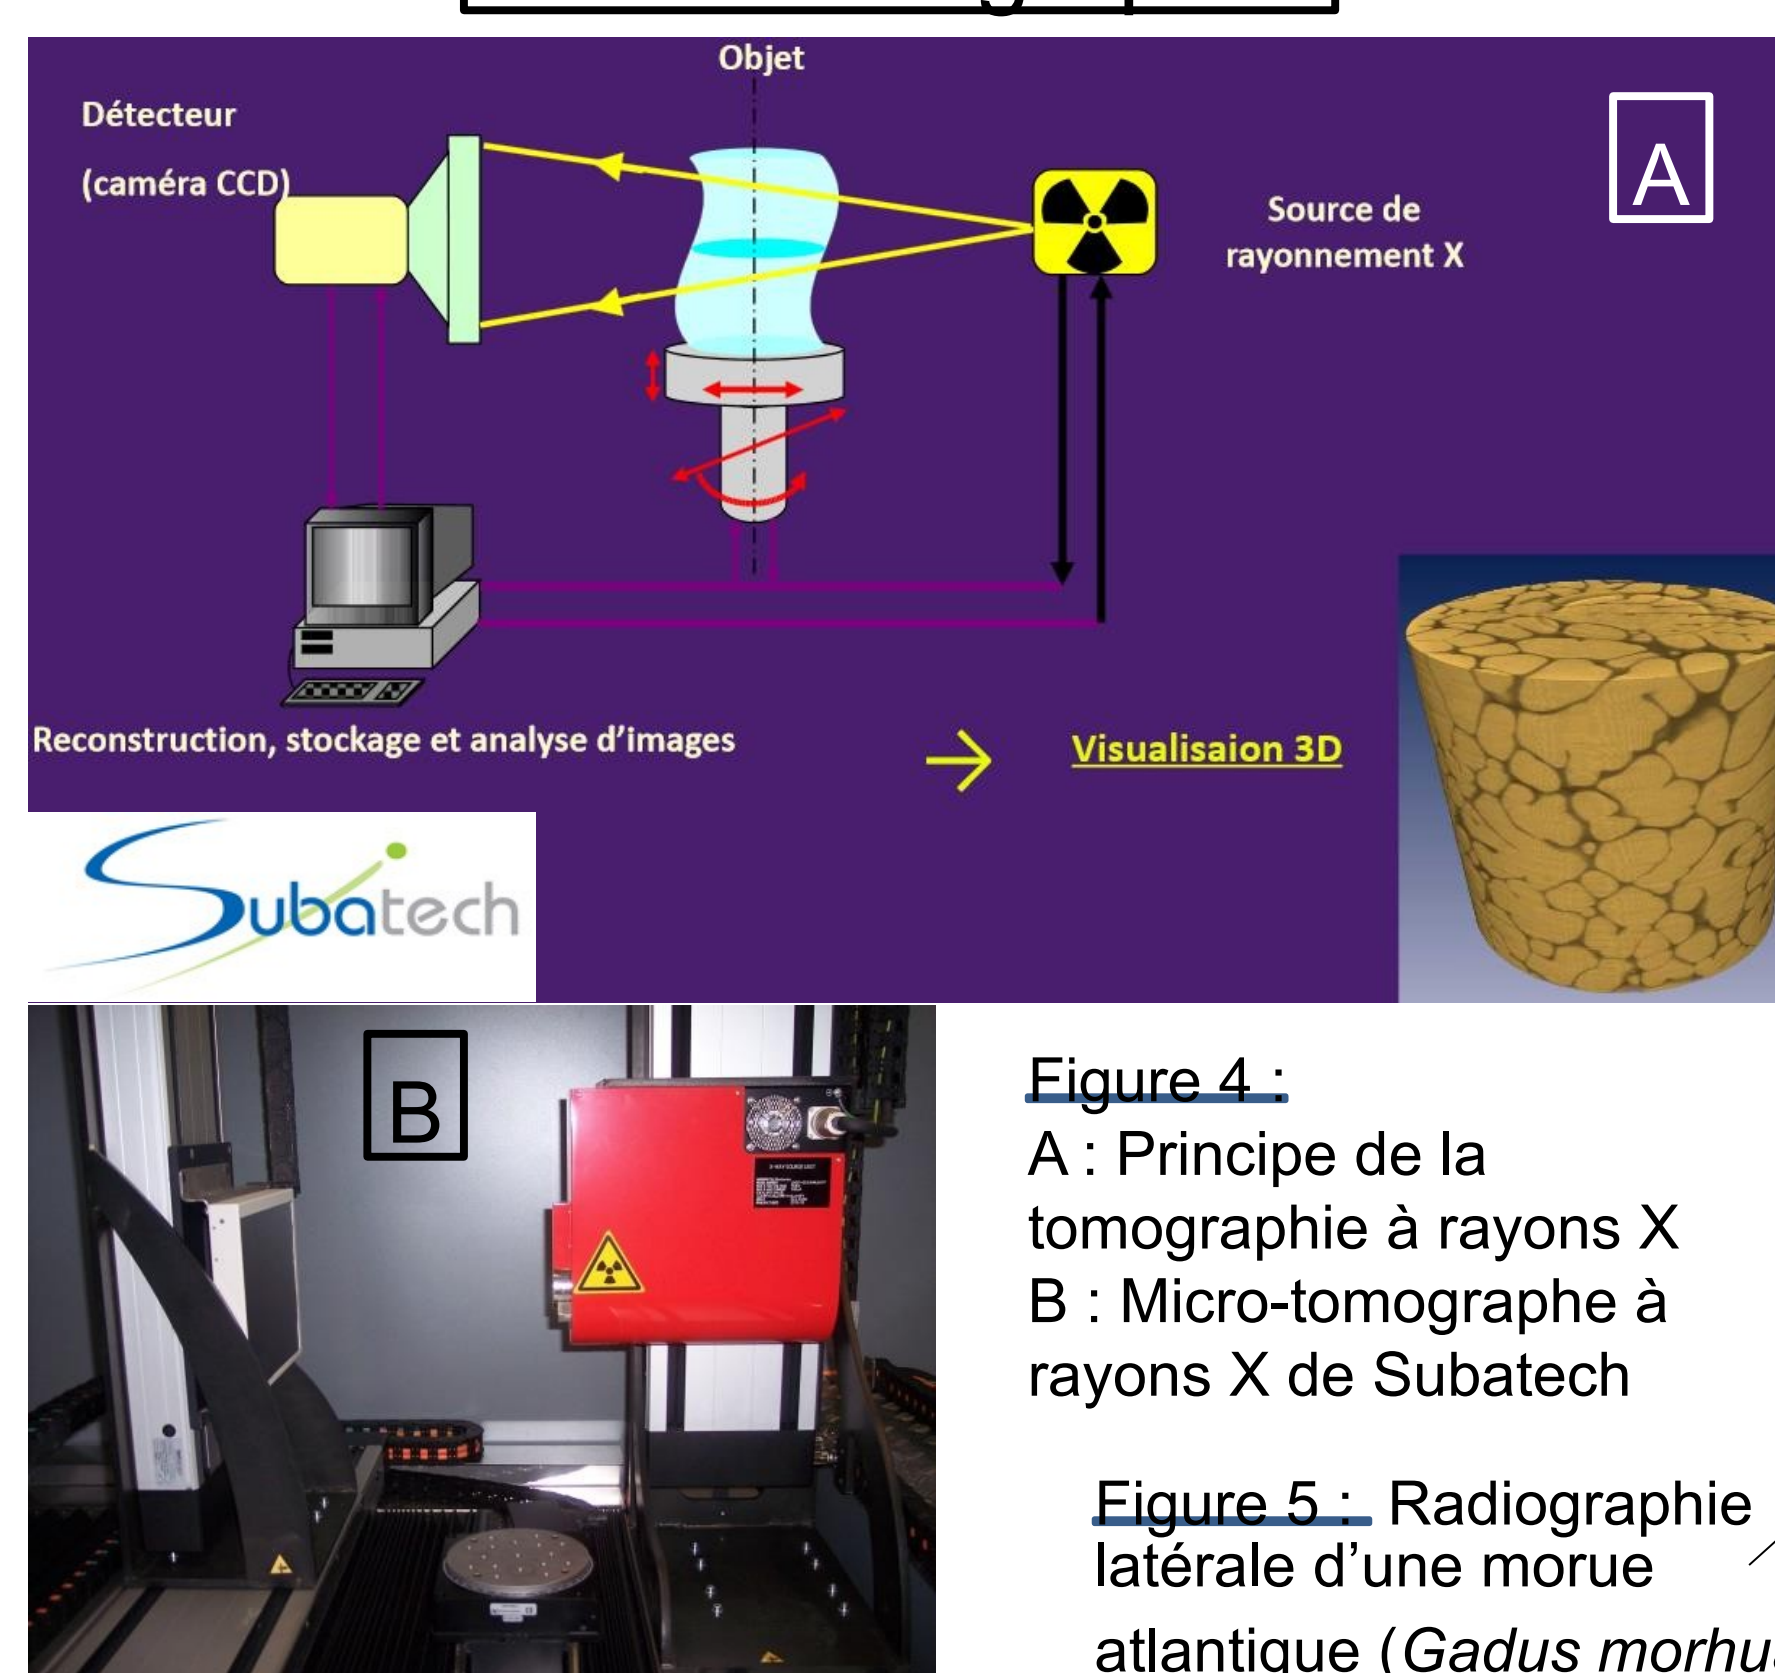 Objet
Détecteur
(caméra CCD)
A
Source de
rayonnement X
Reconstruction, stockage et analyse d'images
→ Visualisaion 3D
Subatech
B
Figure 4 :
A : Principe de la
tomographie à rayons X
B : Micro-tomographe à
rayons X de Subatech
Figure 5 : Radiographie
latérale d'une morue
atlantique (Gadus morhua